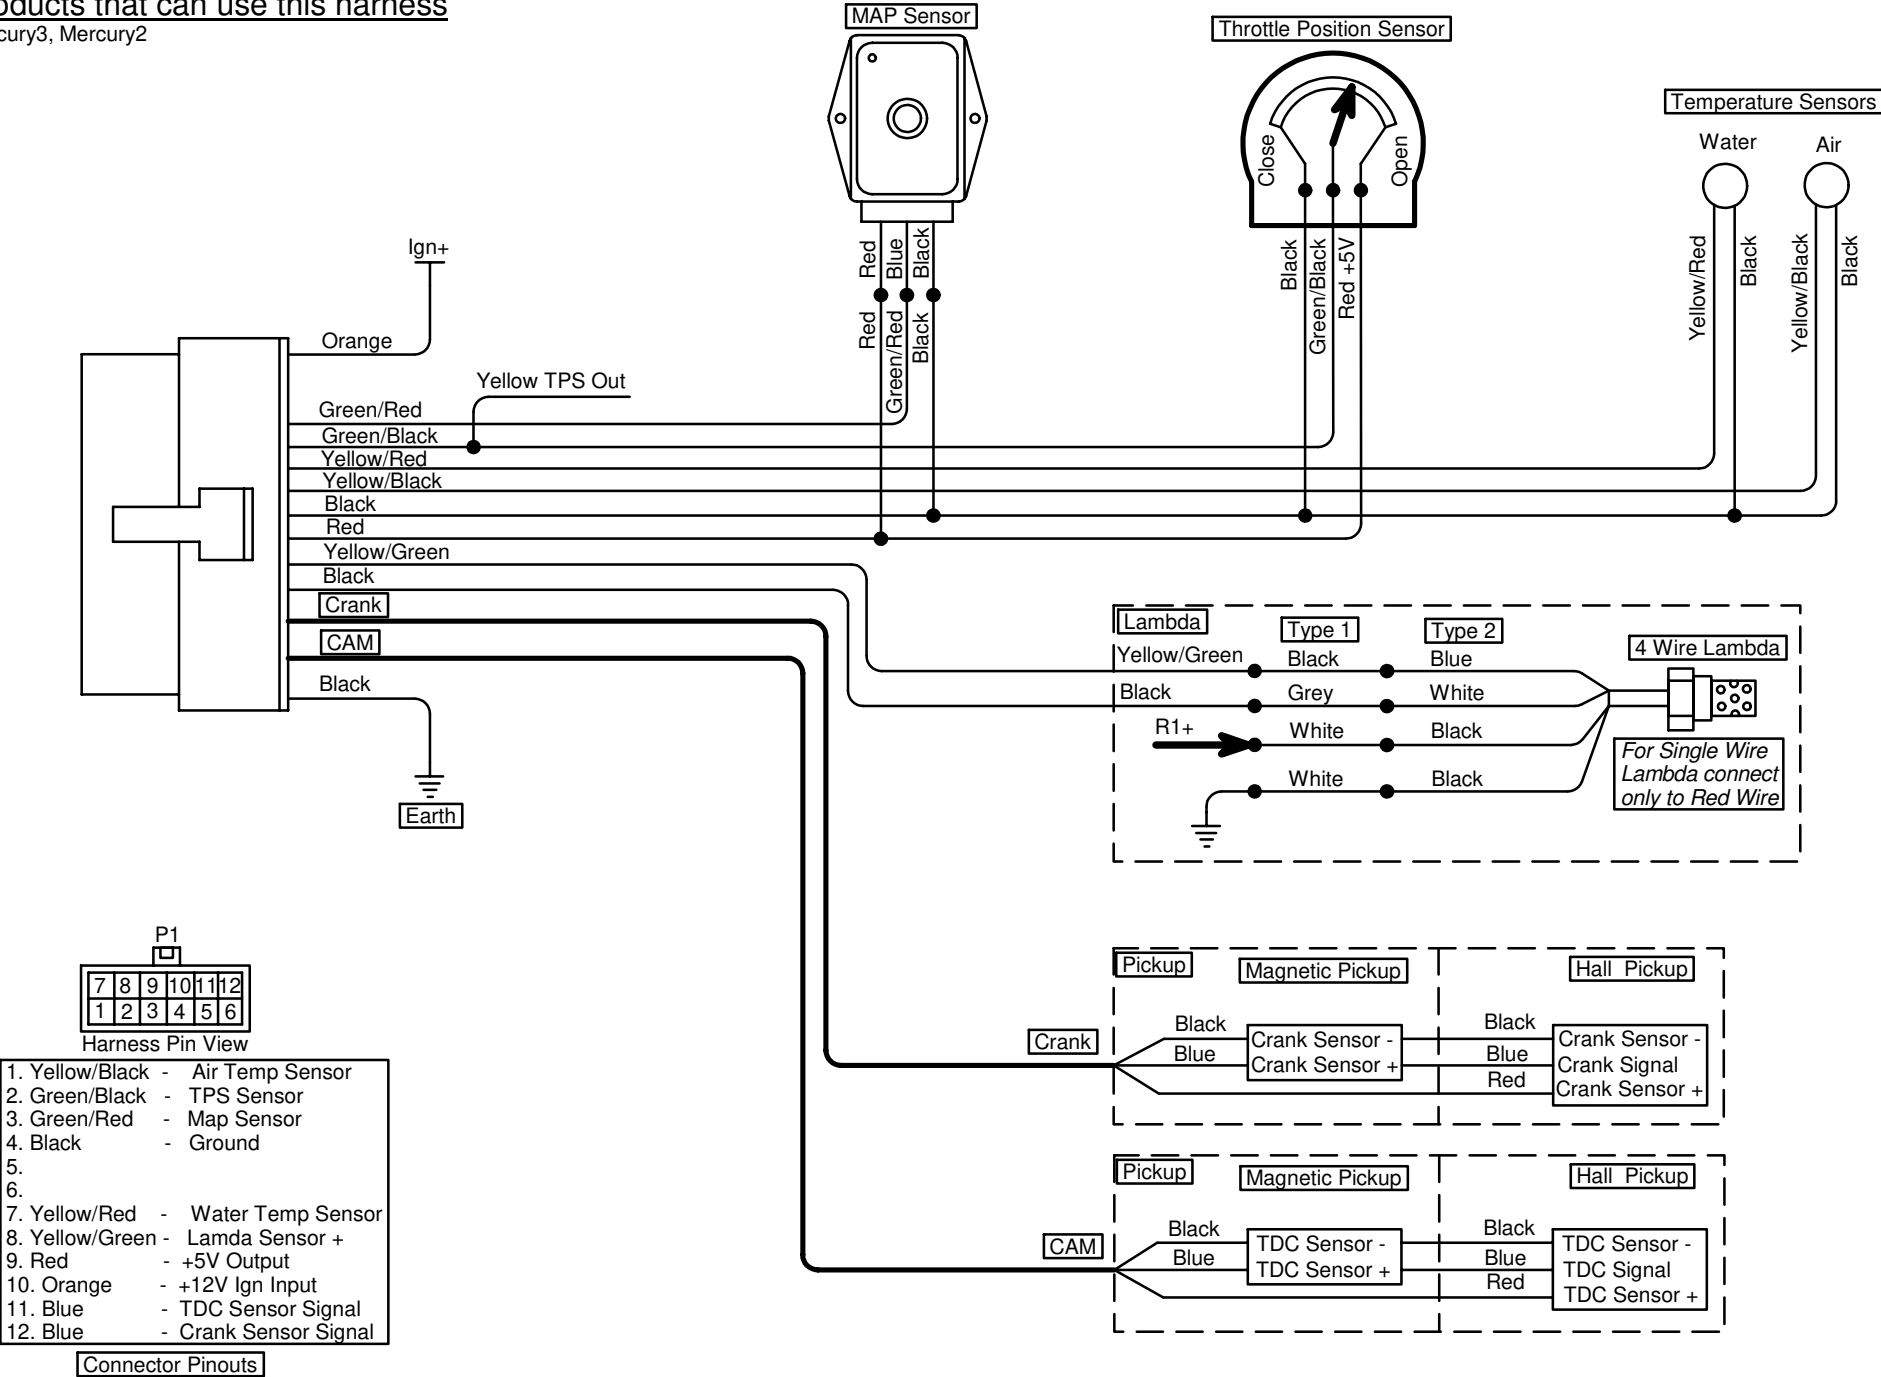 oducts that can use this harness
cury3, Mercury2
MAP Sensor
Throttle Position Sensor
Temperature Sensors
Water
Air
Close
Open
Ign+
Red
Blue
Black
Black
Green/Black
Red +5V
Yellow/Red
Black
Yellow/Black
Black
Red
Green/Red
Black
Orange
Yellow TPS Out
Green/Red
Green/Black
Yellow/Red
Yellow/Black
Black
Red
Yellow/Green
Black
Crank
CAM
Black
Earth
Lambda
Type 1
Type 2
4 Wire Lambda
Yellow/Green
Black
Blue
Black
Grey
White
R1+
White
Black
White
Black
For Single Wire
Lambda connect
only to Red Wire
P1
7 8 9 10 11 12
1 2 3 4 5 6
Harness Pin View
1. Yellow/Black - Air Temp Sensor
2. Green/Black - TPS Sensor
3. Green/Red - Map Sensor
4. Black - Ground
5.
6.
7. Yellow/Red - Water Temp Sensor
8. Yellow/Green - Lamda Sensor +
9. Red - +5V Output
10. Orange - +12V Ign Input
11. Blue - TDC Sensor Signal
12. Blue - Crank Sensor Signal
Connector Pinouts
Pickup
Magnetic Pickup
Hall Pickup
Crank
Black
Blue
Crank Sensor -
Crank Sensor +
Black
Blue
Red
Crank Sensor -
Crank Signal
Crank Sensor +
Pickup
Magnetic Pickup
Hall Pickup
CAM
Black
Blue
TDC Sensor -
TDC Sensor +
Black
Blue
Red
TDC Sensor -
TDC Signal
TDC Sensor +